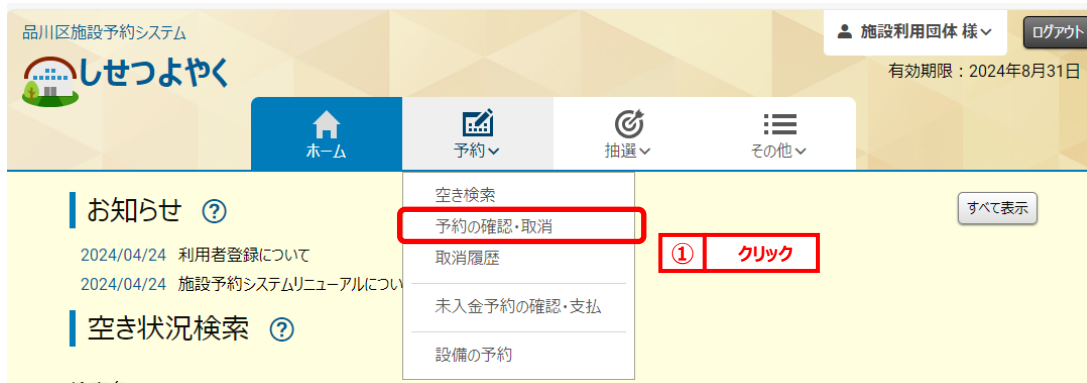 品川区施設予約システム
施設利用団体 様
ログアウト
しせつよやく
有効期限：2024年8月31日
ホーム
予約
抽選
その他
お知らせ ?
すべて表示
空き検索
予約の確認・取消
① クリック
2024/04/24 利用者登録について
取消履歴
2024/04/24 施設予約システムリニューアルについ
未入金予約の確認・支払
空き状況検索 ?
設備の予約